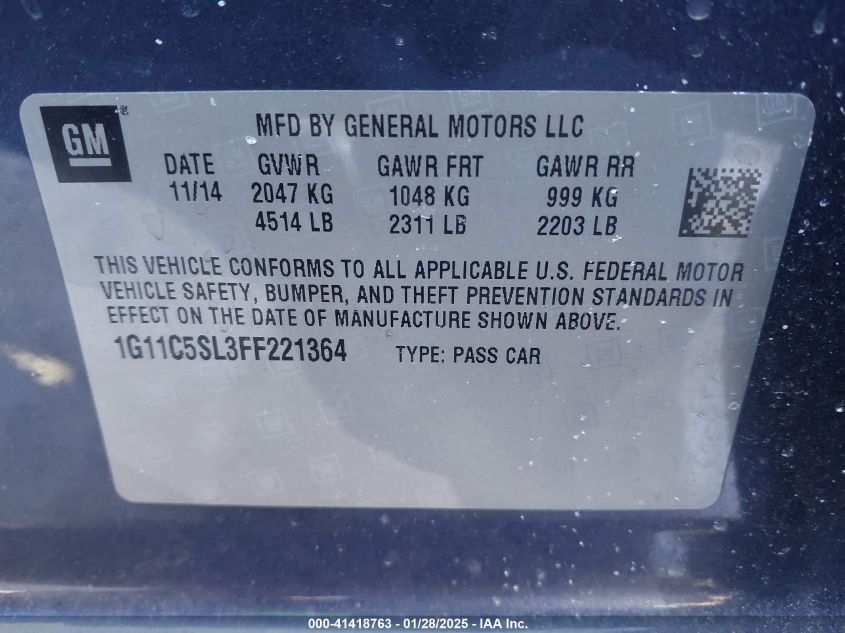 GM
MFD BY GENERAL MOTORS LLC
DATE GVWR GAWR FRT GAWR RR
11/14 2047 KG 1048 KG 999 KG
4514 LB 2311 LB 2203 LB
THIS VEHICLE CONFORMS TO ALL APPLICABLE U.S. FEDERAL MOTOR
VEHICLE SAFETY, BUMPER, AND THEFT PREVENTION STANDARDS IN
EFFECT ON THE DATE OF MANUFACTURE SHOWN ABOVE.
1G11C5SL3FF221364 TYPE: PASS CAR
000-41418763 - 01/28/2025 - IAA Inc.